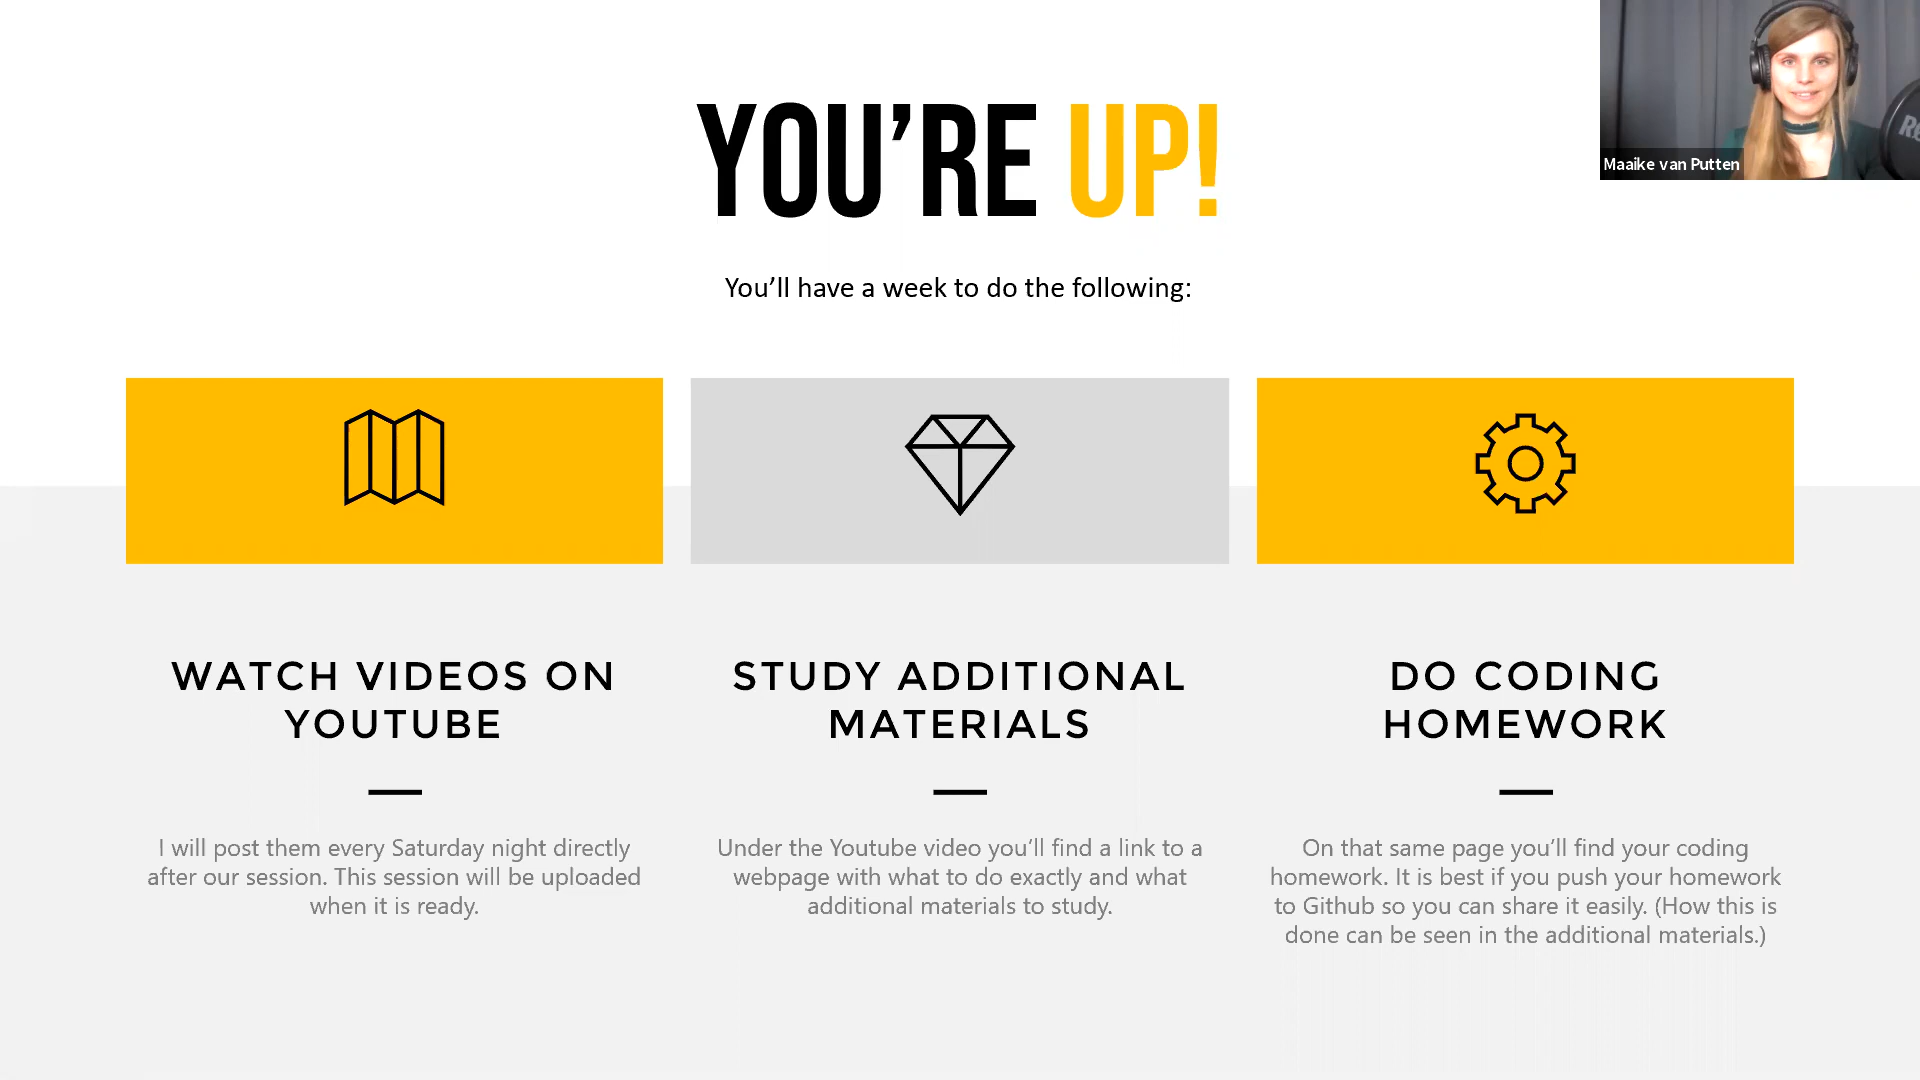 YOU’RE UP!
Maaike van Putten
You’ll have a week to do the following:
WATCH VIDEOS ON
YOUTUBE
I will post them every Saturday night directly
after our session. This session will be uploaded
when it is ready.
STUDY ADDITIONAL
MATERIALS
Under the Youtube video you’ll find a link to a
webpage with what to do exactly and what
additional materials to study.
DO CODING
HOMEWORK
On that same page you’ll find your coding
homework. It is best if you push your homework
to Github so you can share it easily. (How this is
done can be seen in the additional materials.)